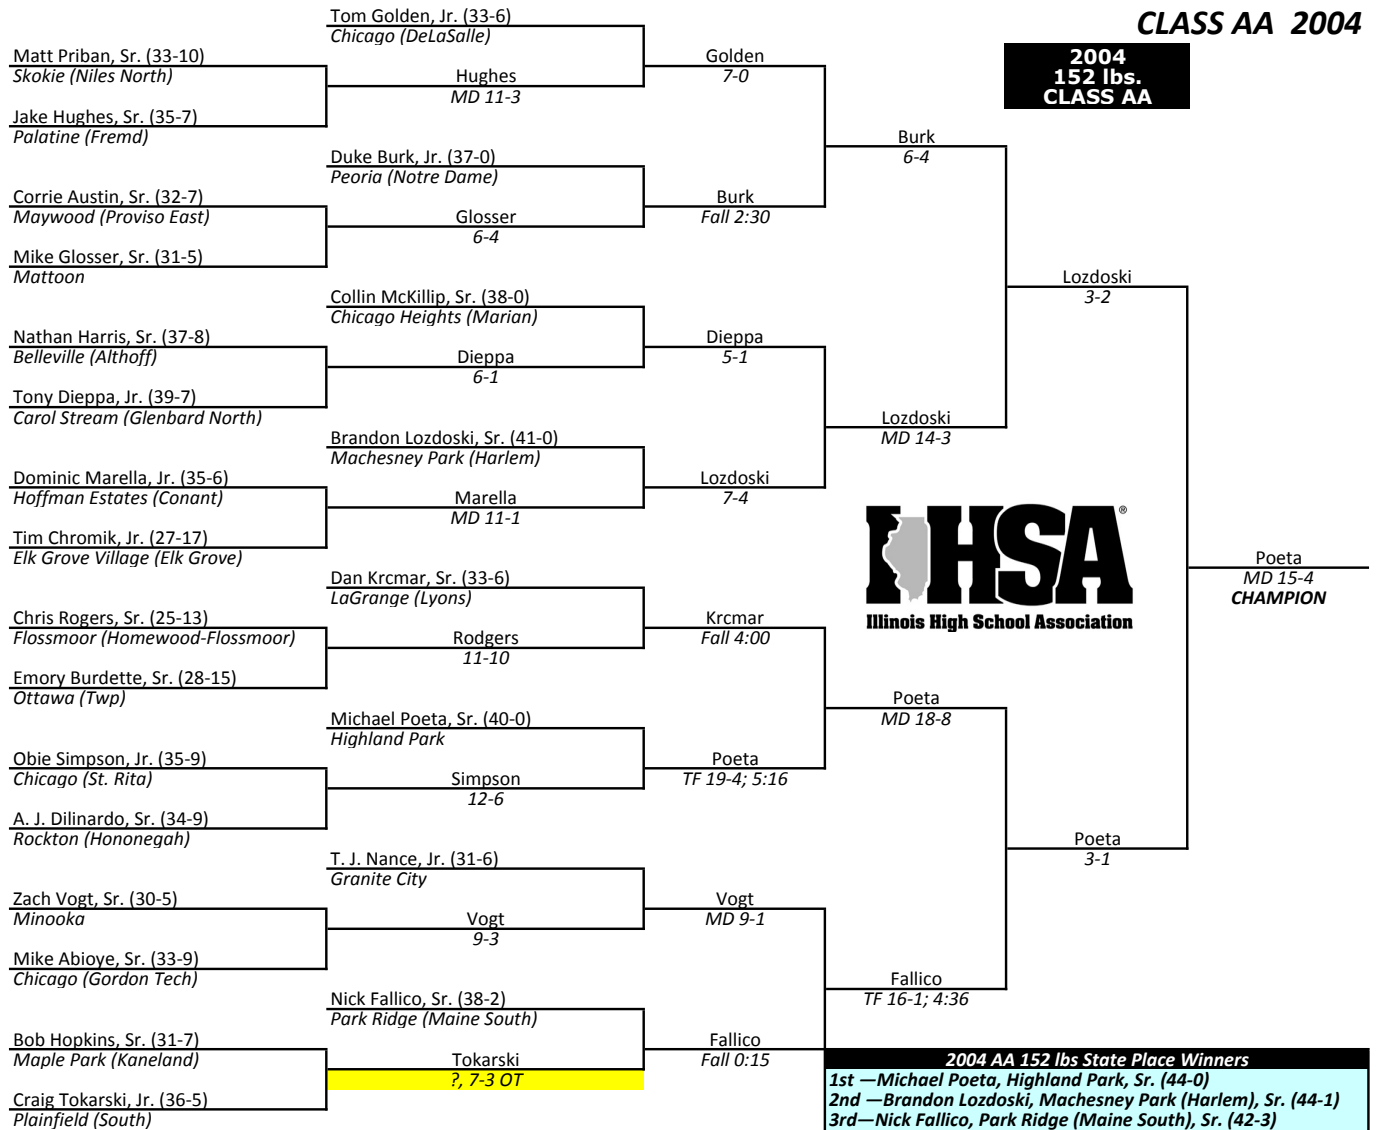 CLASS AA 2004
2004
152 lbs.
CLASS AA
Matt Priban, Sr. (33-10)
Skokie (Niles North)
Jake Hughes, Sr. (35-7)
Palatine (Fremd)
Corrie Austin, Sr. (32-7)
Maywood (Proviso East)
Mike Glosser, Sr. (31-5)
Mattoon
Nathan Harris, Sr. (37-8)
Belleville (Althoff)
Tony Dieppa, Jr. (39-7)
Carol Stream (Glenbard North)
Dominic Marella, Jr. (35-6)
Hoffman Estates (Conant)
Tim Chromik, Jr. (27-17)
Elk Grove Village (Elk Grove)
Chris Rogers, Sr. (25-13)
Flossmoor (Homewood-Flossmoor)
Emory Burdette, Sr. (28-15)
Ottawa (Twp)
Obie Simpson, Jr. (35-9)
Chicago (St. Rita)
A. J. Dilinardo, Sr. (34-9)
Rockton (Hononegah)
Zach Vogt, Sr. (30-5)
Minooka
Mike Abioye, Sr. (33-9)
Chicago (Gordon Tech)
Bob Hopkins, Sr. (31-7)
Maple Park (Kaneland)
Craig Tokarski, Jr. (36-5)
Plainfield (South)
Tom Golden, Jr. (33-6)
Chicago (DeLaSalle)
Hughes
MD 11-3
Duke Burk, Jr. (37-0)
Peoria (Notre Dame)
Glosser
6-4
Collin McKillip, Sr. (38-0)
Chicago Heights (Marian)
Dieppa
6-1
Brandon Lozdoski, Sr. (41-0)
Machesney Park (Harlem)
Marella
MD 11-1
Dan Krcmar, Sr. (33-6)
LaGrange (Lyons)
Rodgers
11-10
Michael Poeta, Sr. (40-0)
Highland Park
Simpson
12-6
T. J. Nance, Jr. (31-6)
Granite City
Vogt
9-3
Nick Fallico, Sr. (38-2)
Park Ridge (Maine South)
Tokarski
?, 7-3 OT
Golden
7-0
Burk
Fall 2:30
Dieppa
5-1
Lozdoski
7-4
Krcmar
Fall 4:00
Poeta
TF 19-4; 5:16
Vogt
MD 9-1
Fallico
Fall 0:15
Burk
6-4
Lozdoski
MD 14-3
Poeta
MD 18-8
Fallico
TF 16-1; 4:36
Lozdoski
3-2
Poeta
3-1
Poeta
MD 15-4
CHAMPION
IHSA®
Illinois High School Association
2004 AA 152 lbs State Place Winners
1st —Michael Poeta, Highland Park, Sr. (44-0)
2nd —Brandon Lozdoski, Machesney Park (Harlem), Sr. (44-1)
3rd—Nick Fallico, Park Ridge (Maine South), Sr. (42-3)